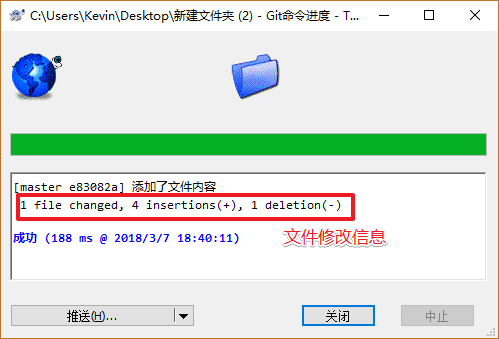 C:\Users\Kevin\Desktop\新建文件夹 (2) - Git命令进度 - T...
[master e83082a] 添加了文件内容
1 file changed, 4 insertions(+), 1 deletion(-)
成功 (188 ms @ 2018/3/7 18:40:11)
文件修改信息
推送(H)...
关闭
中止